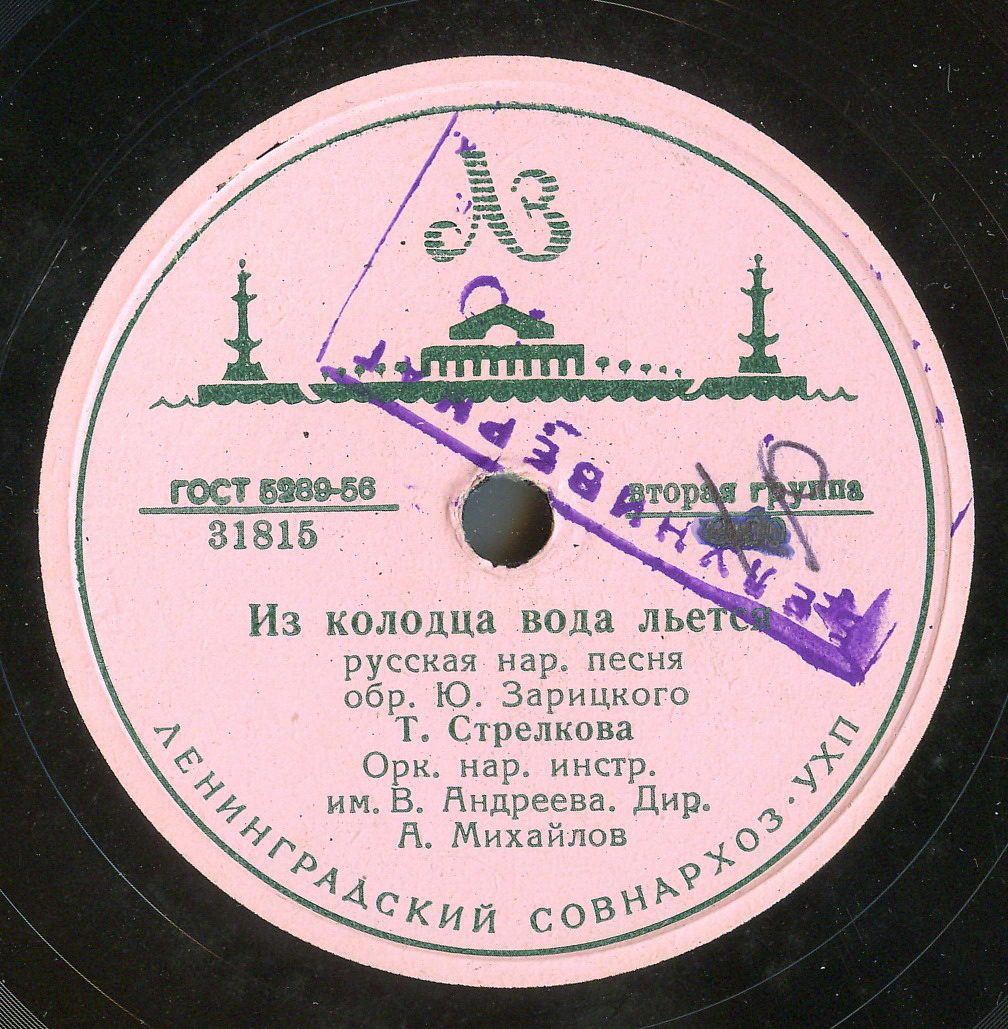 ЛЗ
ГОСТ 5289-56
вторая группа
31815
Из колодца вода льется
русская нар. песня
обр. Ю. Зарицкого
Т. Стрелкова
Орк. нар. инстр.
им. В. Андреева. Дир.
А. Михайлов
ЛЕНИНГРАДСКИЙ СОВНАРХОЗ · УХП